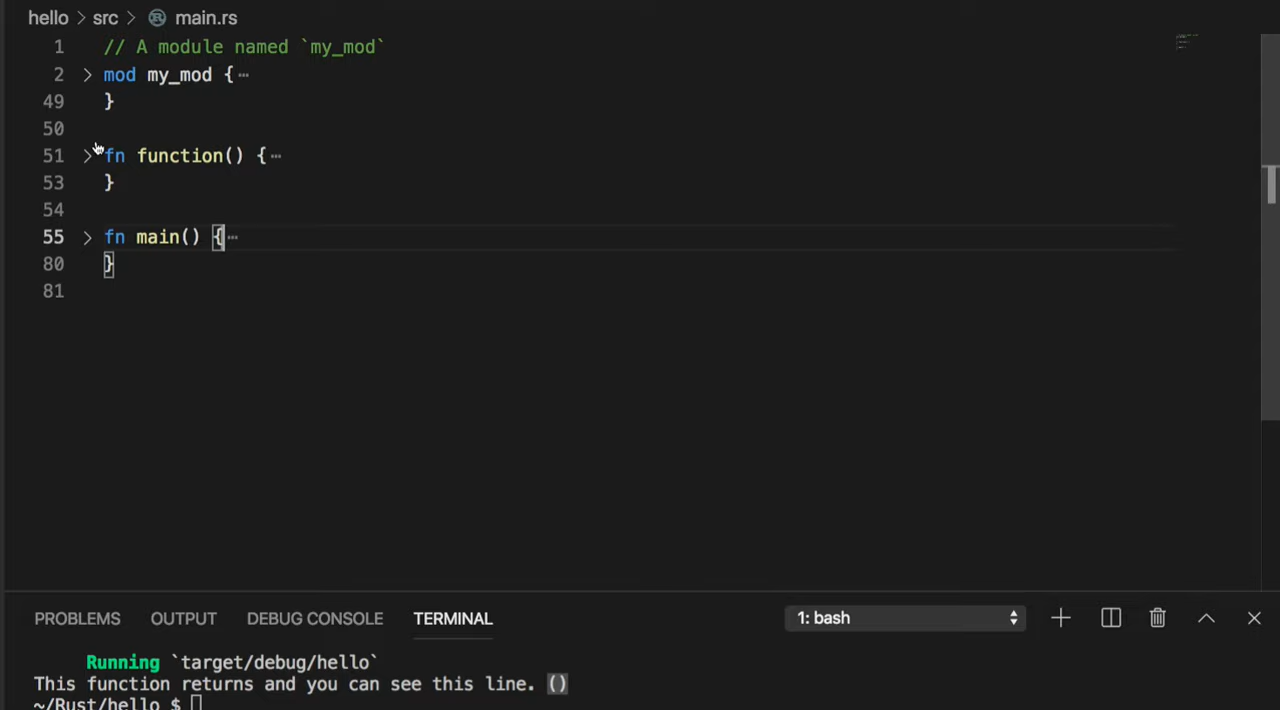 hello > src > main.rs
1 // A module named `my_mod`
2 > mod my_mod { ⋯
49 }
50
51 > fn function() { ⋯
53 }
54
55 > fn main() { ⋯
80 }
81
PROBLEMS OUTPUT DEBUG CONSOLE TERMINAL 1: bash
Running `target/debug/hello`
This function returns and you can see this line. ()
~/Rust/hello $